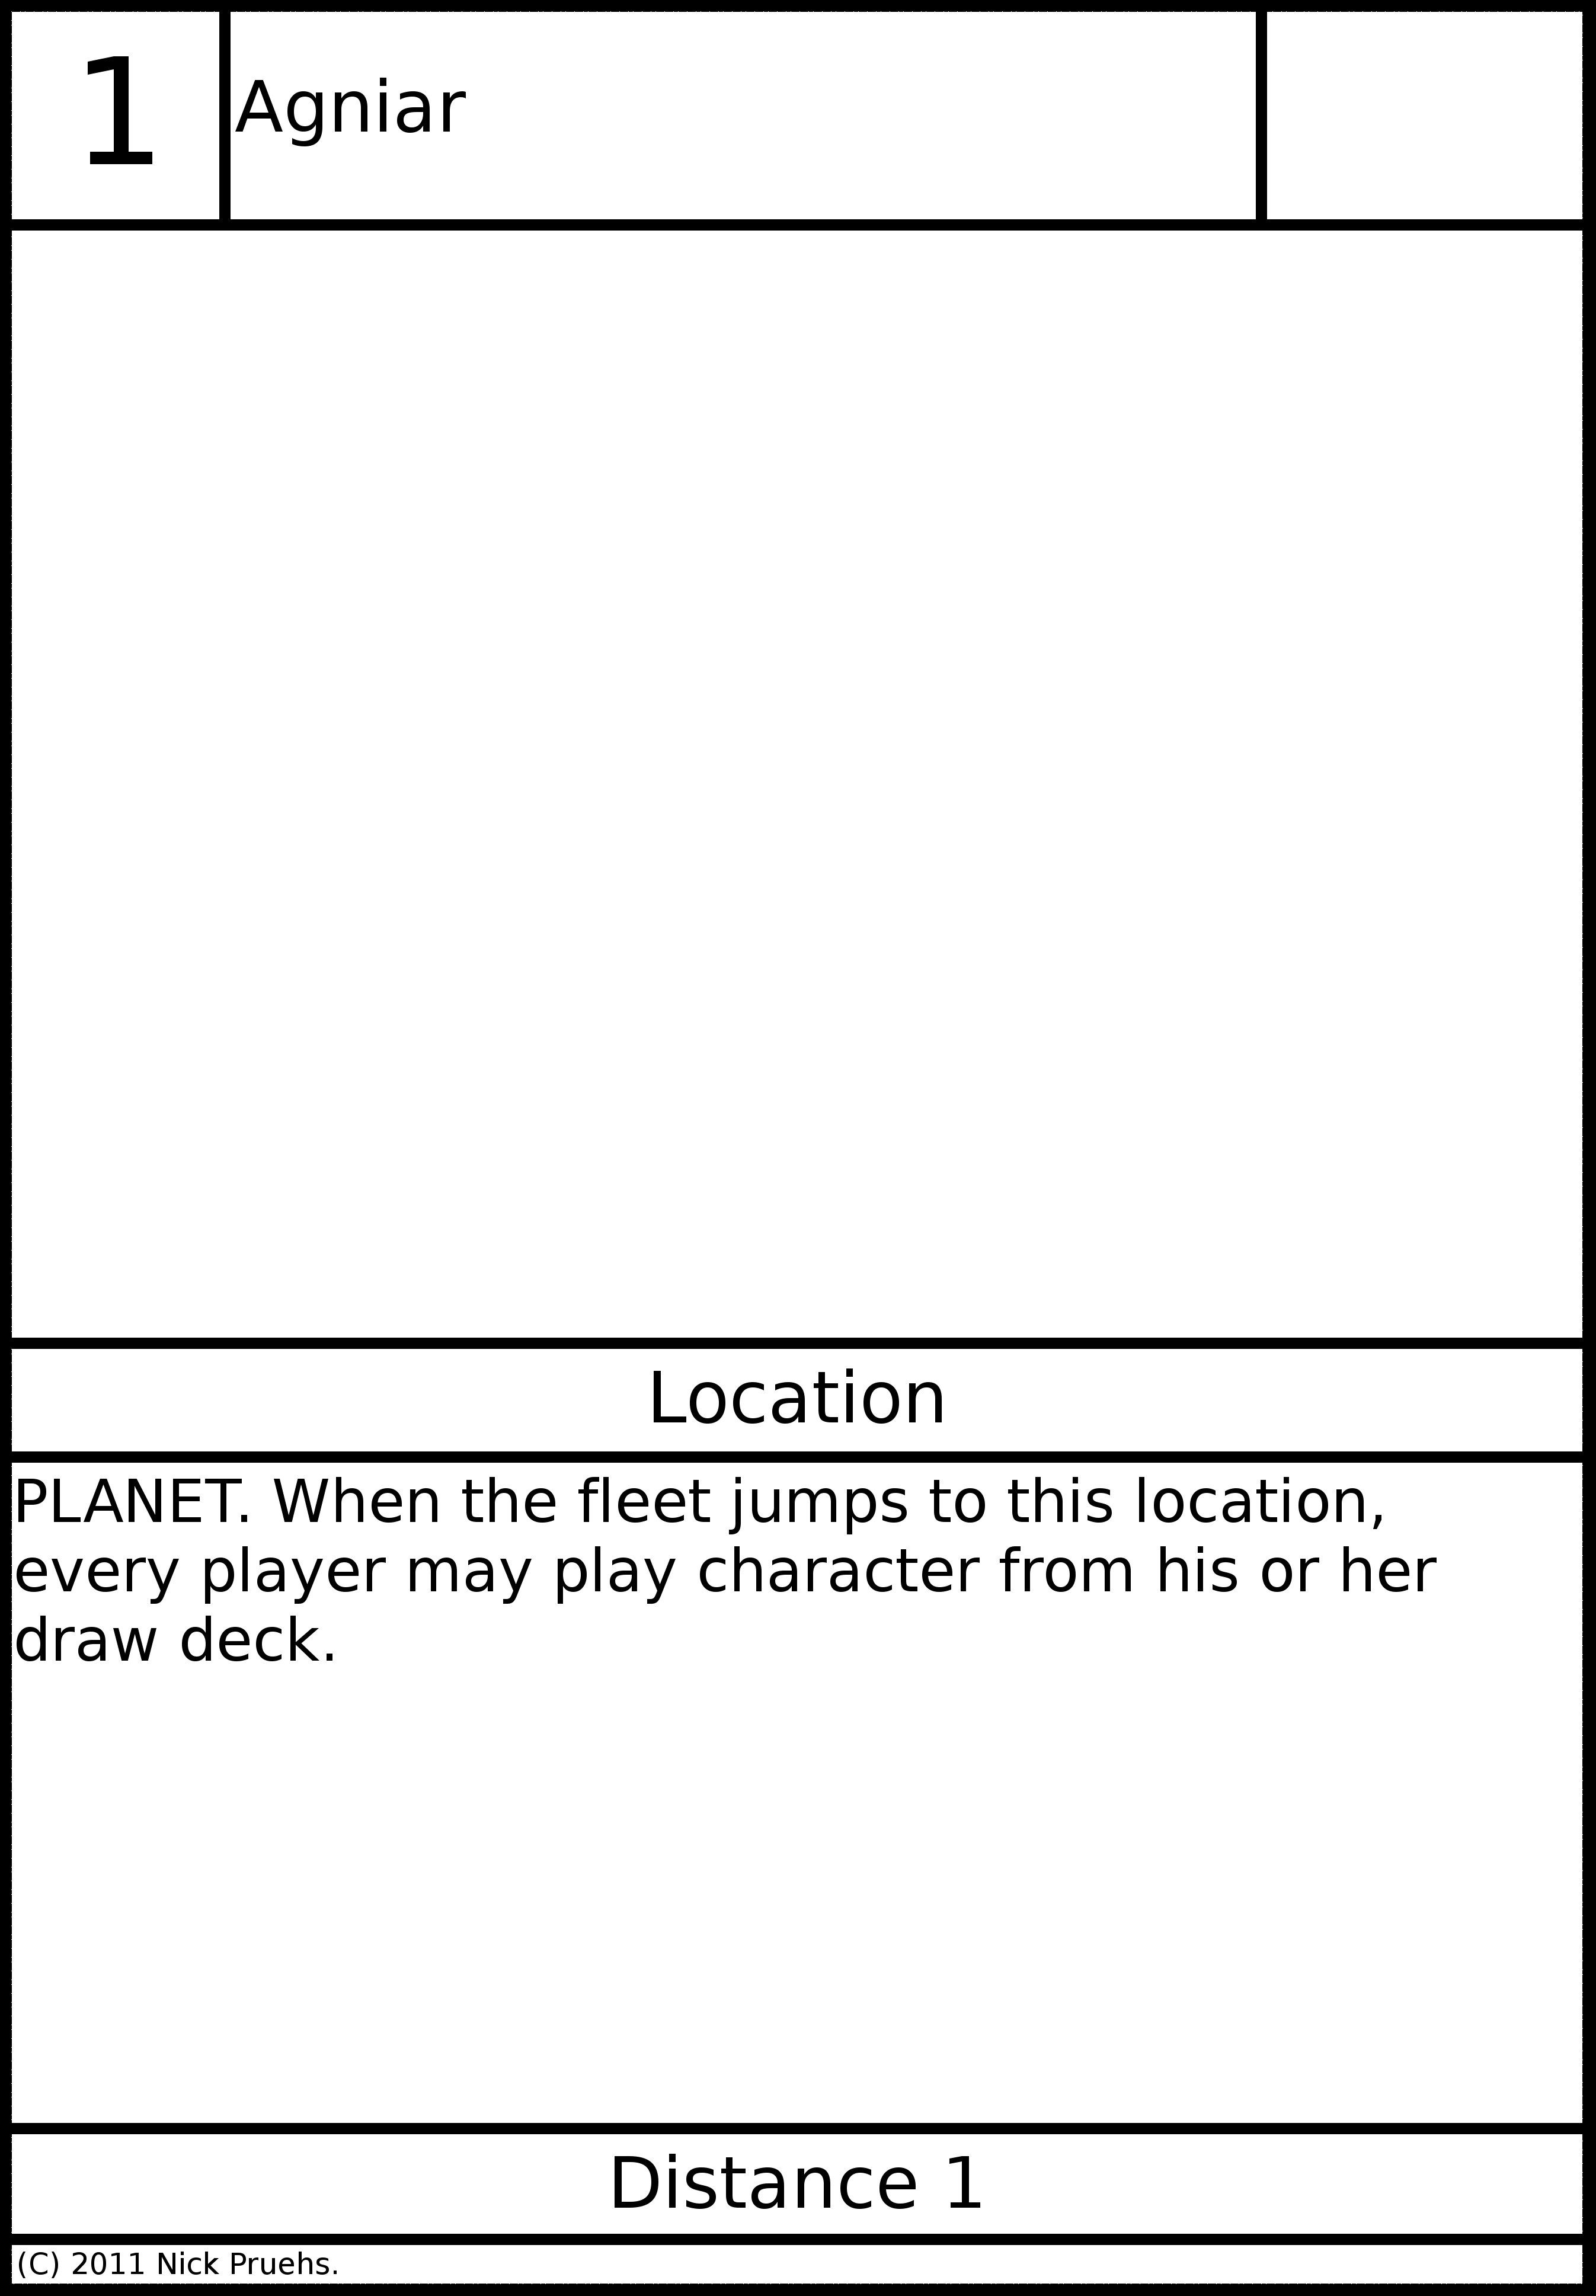 1
Agniar
Location
PLANET. When the fleet jumps to this location,
every player may play character from his or her
draw deck.
Distance 1
(C) 2011 Nick Pruehs.